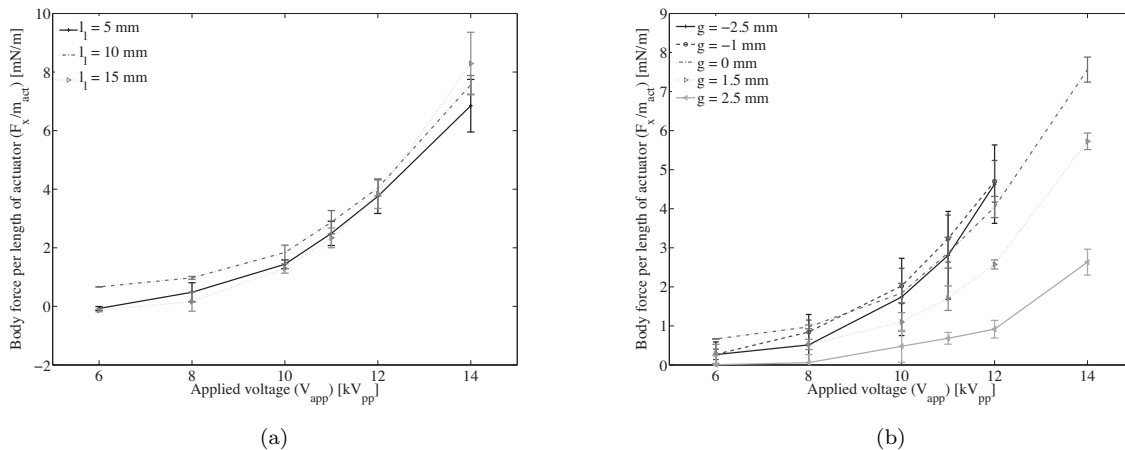 Body force per length of actuator (F_x/m_act) [mN/m]
10
8
6
4
2
0
−2
l_l = 5 mm
l_l = 10 mm
l_l = 15 mm
6 8 10 12 14
Applied voltage (V_app) [kV_pp]
(a)
Body force per length of actuator (F_x/m_act) [mN/m]
9
8
7
6
5
4
3
2
1
0
g = −2.5 mm
g = −1 mm
g = 0 mm
g = 1.5 mm
g = 2.5 mm
6 8 10 12 14
Applied voltage (V_app) [kV_pp]
(b)